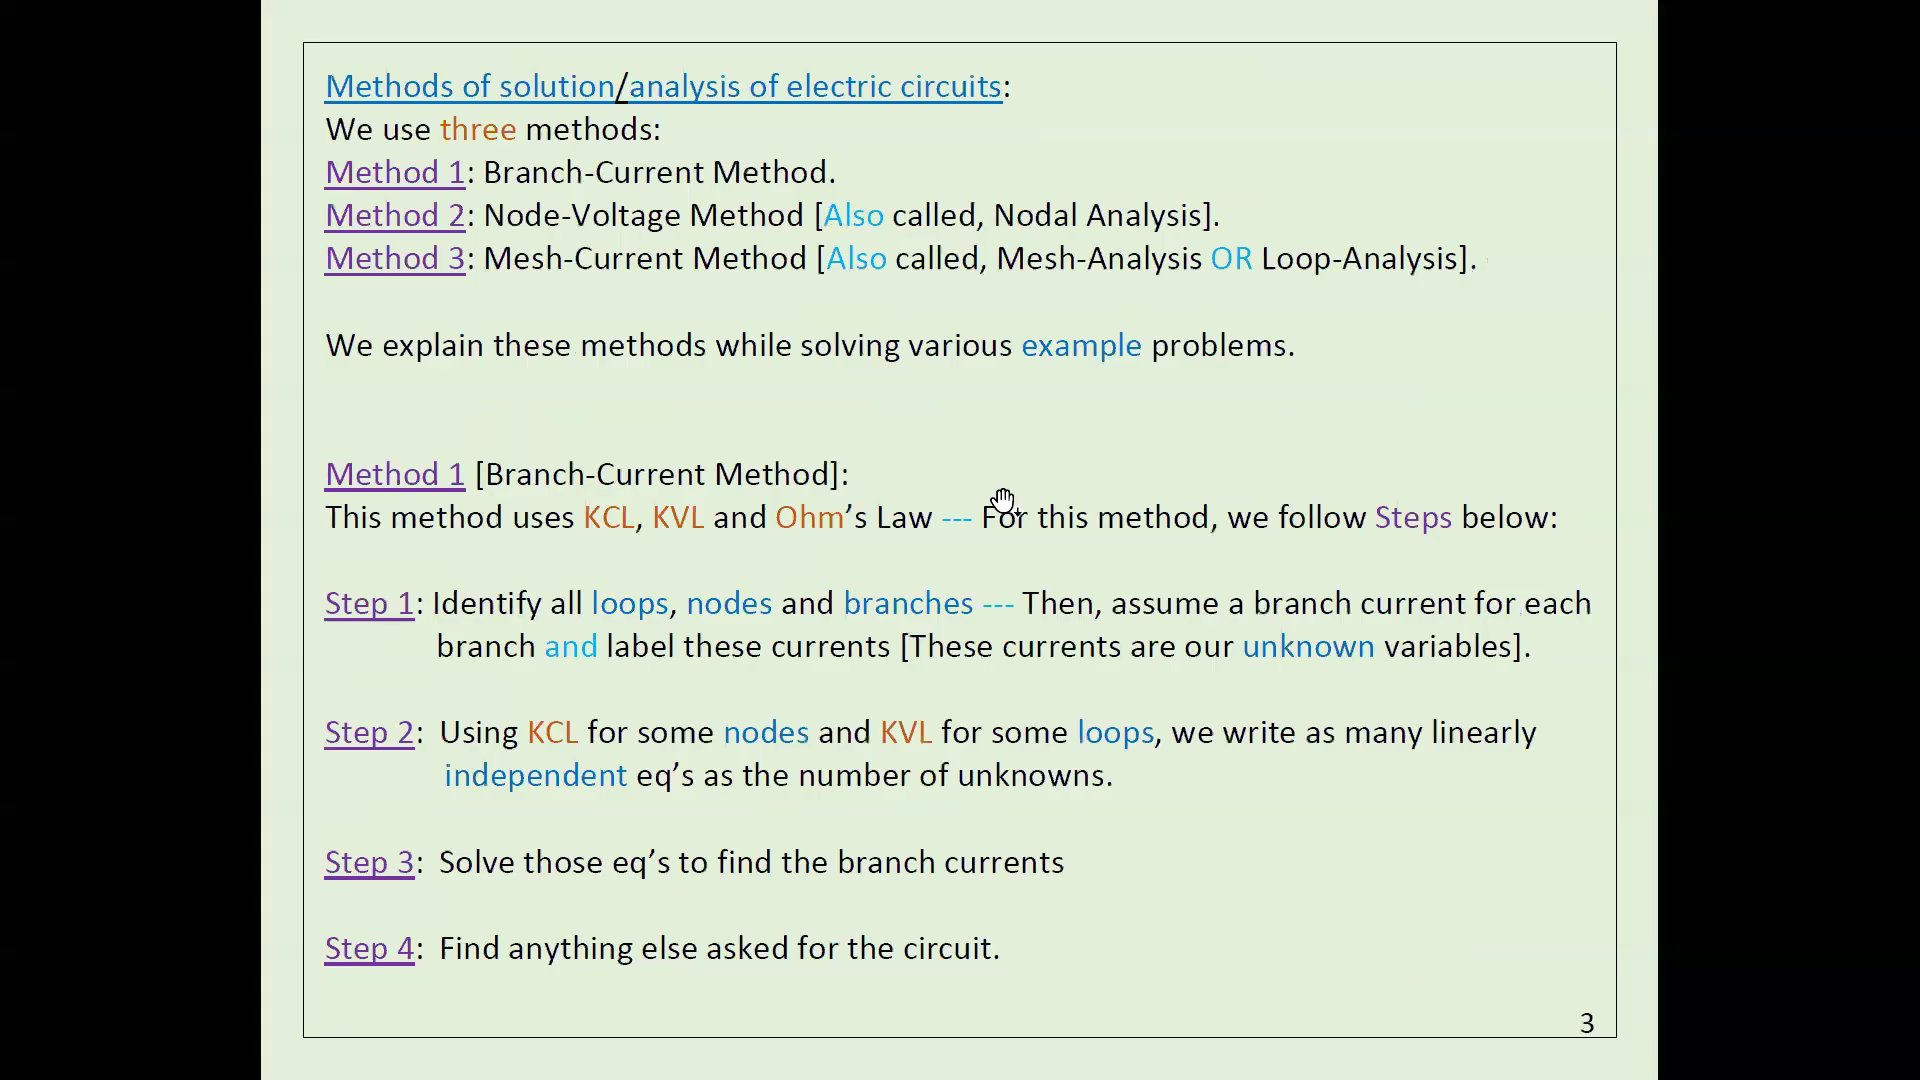 Methods of solution/analysis of electric circuits:
We use three methods:
Method 1: Branch-Current Method.
Method 2: Node-Voltage Method [Also called, Nodal Analysis].
Method 3: Mesh-Current Method [Also called, Mesh-Analysis OR Loop-Analysis].
We explain these methods while solving various example problems.
Method 1 [Branch-Current Method]:
This method uses KCL, KVL and Ohm’s Law --- For this method, we follow Steps below:
Step 1: Identify all loops, nodes and branches --- Then, assume a branch current for each
branch and label these currents [These currents are our unknown variables].
Step 2: Using KCL for some nodes and KVL for some loops, we write as many linearly
independent eq’s as the number of unknowns.
Step 3: Solve those eq’s to find the branch currents
Step 4: Find anything else asked for the circuit.
3